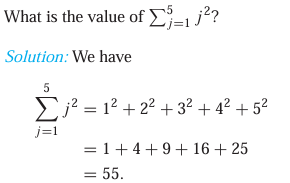 What is the value of ∑⁵ⱼ₌₁ j²?
Solution: We have
5
∑ j² = 1² + 2² + 3² + 4² + 5²
j=1
= 1 + 4 + 9 + 16 + 25
= 55.